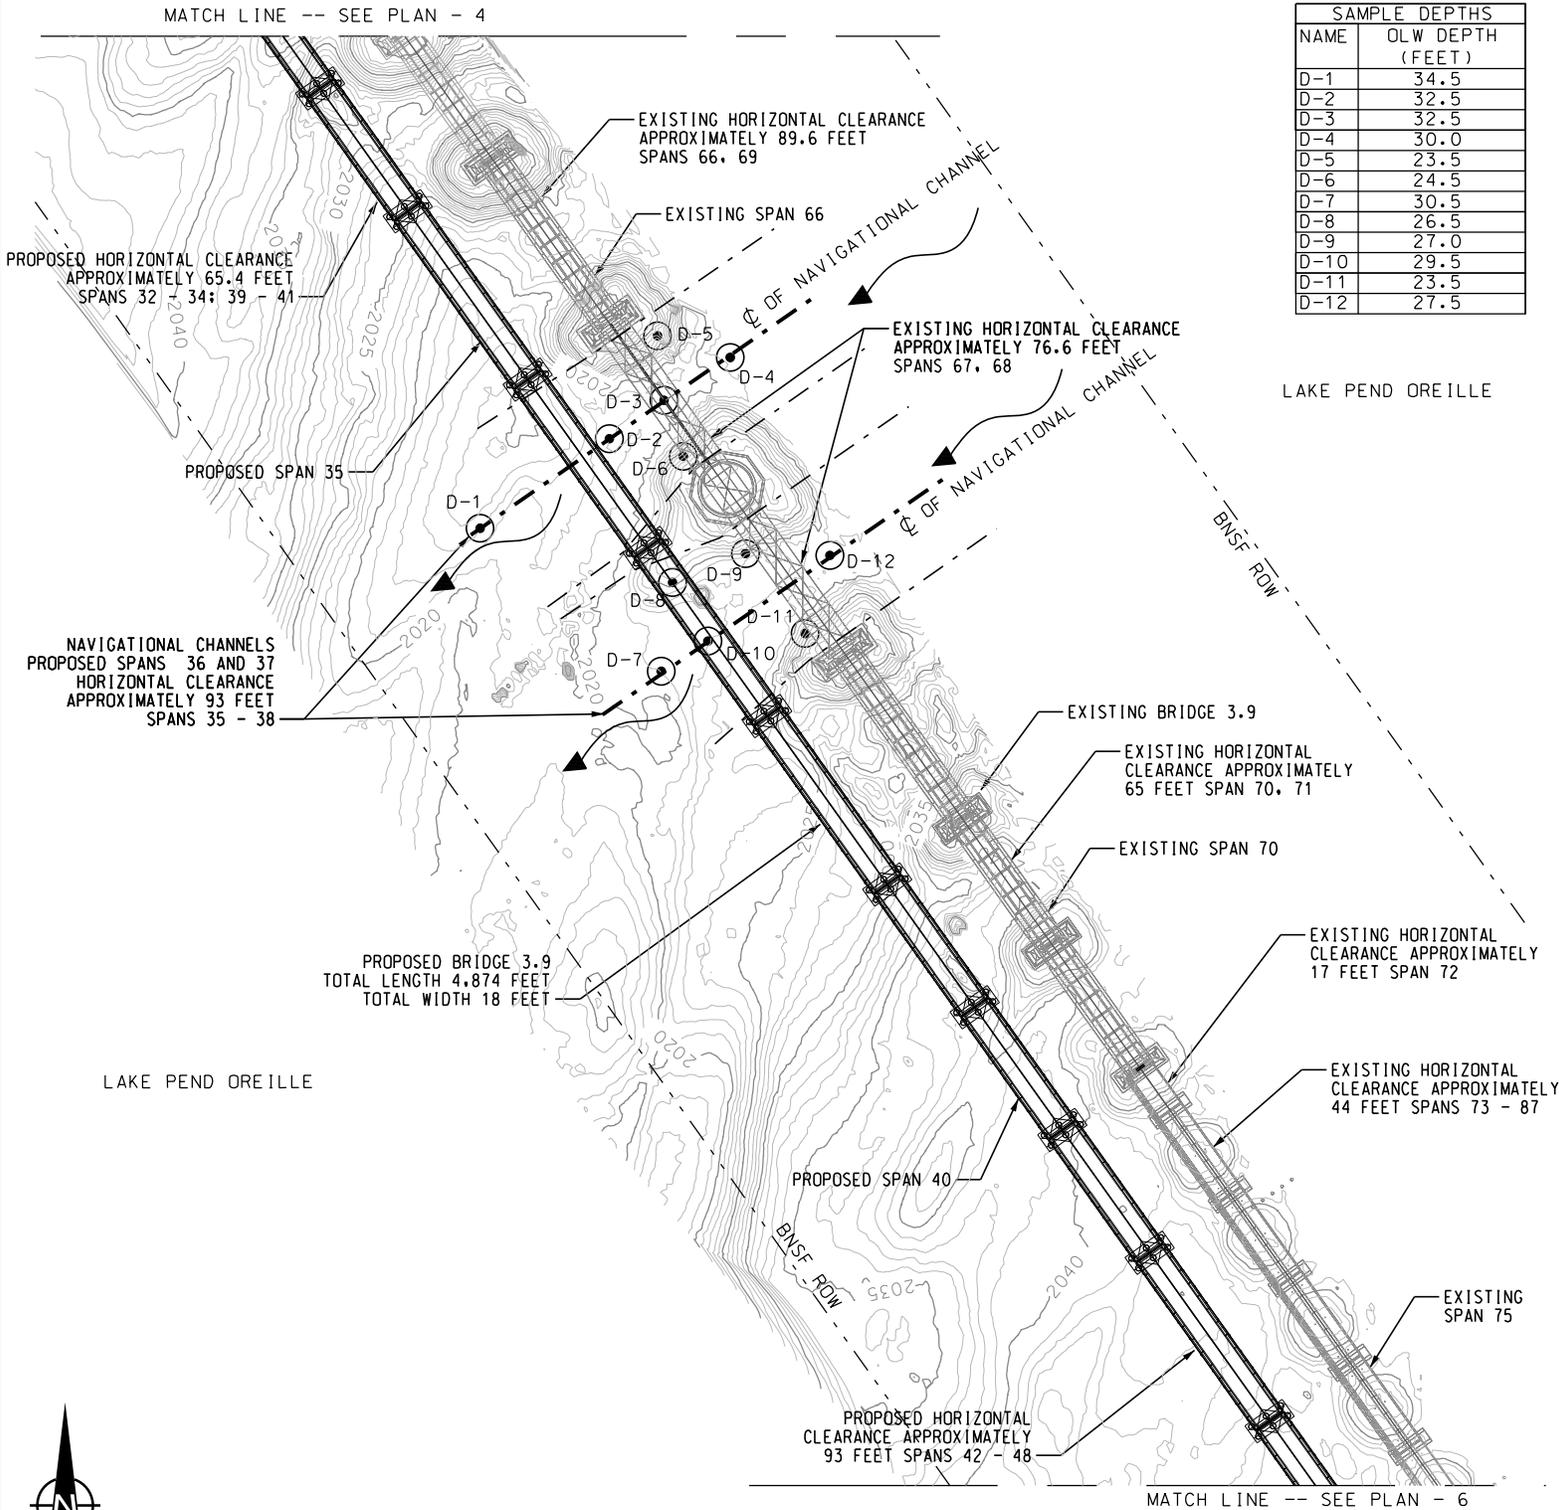 MATCH LINE -- SEE PLAN - 4
SAMPLE DEPTHS
NAME OLW DEPTH (FEET)
D-1 34.5
D-2 32.5
D-3 32.5
D-4 30.0
D-5 23.5
D-6 24.5
D-7 30.5
D-8 26.5
D-9 27.0
D-10 29.5
D-11 23.5
D-12 27.5
EXISTING HORIZONTAL CLEARANCE
APPROXIMATELY 89.6 FEET
SPANS 66, 69
EXISTING SPAN 66
2030
PROPOSED HORIZONTAL CLEARANCE
APPROXIMATELY 65.4 FEET
SPANS 32 - 34; 39 - 41
2040
2025
℄ OF NAVIGATIONAL CHANNEL
EXISTING HORIZONTAL CLEARANCE
APPROXIMATELY 76.6 FEET
SPANS 67, 68
℄ OF NAVIGATIONAL CHANNEL
LAKE PEND OREILLE
D-5
D-4
2020
D-3
D-2
D-6
PROPOSED SPAN 35
D-1
BNSF ROW
D-9
D-12
D-8
D-11
D-10
D-7
2020
2020
NAVIGATIONAL CHANNELS
PROPOSED SPANS 36 AND 37
HORIZONTAL CLEARANCE
APPROXIMATELY 93 FEET
SPANS 35 - 38
EXISTING BRIDGE 3.9
EXISTING HORIZONTAL
CLEARANCE APPROXIMATELY
65 FEET SPAN 70, 71
2035
EXISTING SPAN 70
EXISTING HORIZONTAL
CLEARANCE APPROXIMATELY
17 FEET SPAN 72
PROPOSED BRIDGE 3.9
TOTAL LENGTH 4,874 FEET
TOTAL WIDTH 18 FEET
2020
LAKE PEND OREILLE
EXISTING HORIZONTAL
CLEARANCE APPROXIMATELY
44 FEET SPANS 73 - 87
PROPOSED SPAN 40
BNSF ROW
2035
2040
EXISTING
SPAN 75
PROPOSED HORIZONTAL
CLEARANCE APPROXIMATELY
93 FEET SPANS 42 - 48
N
MATCH LINE -- SEE PLAN - 6